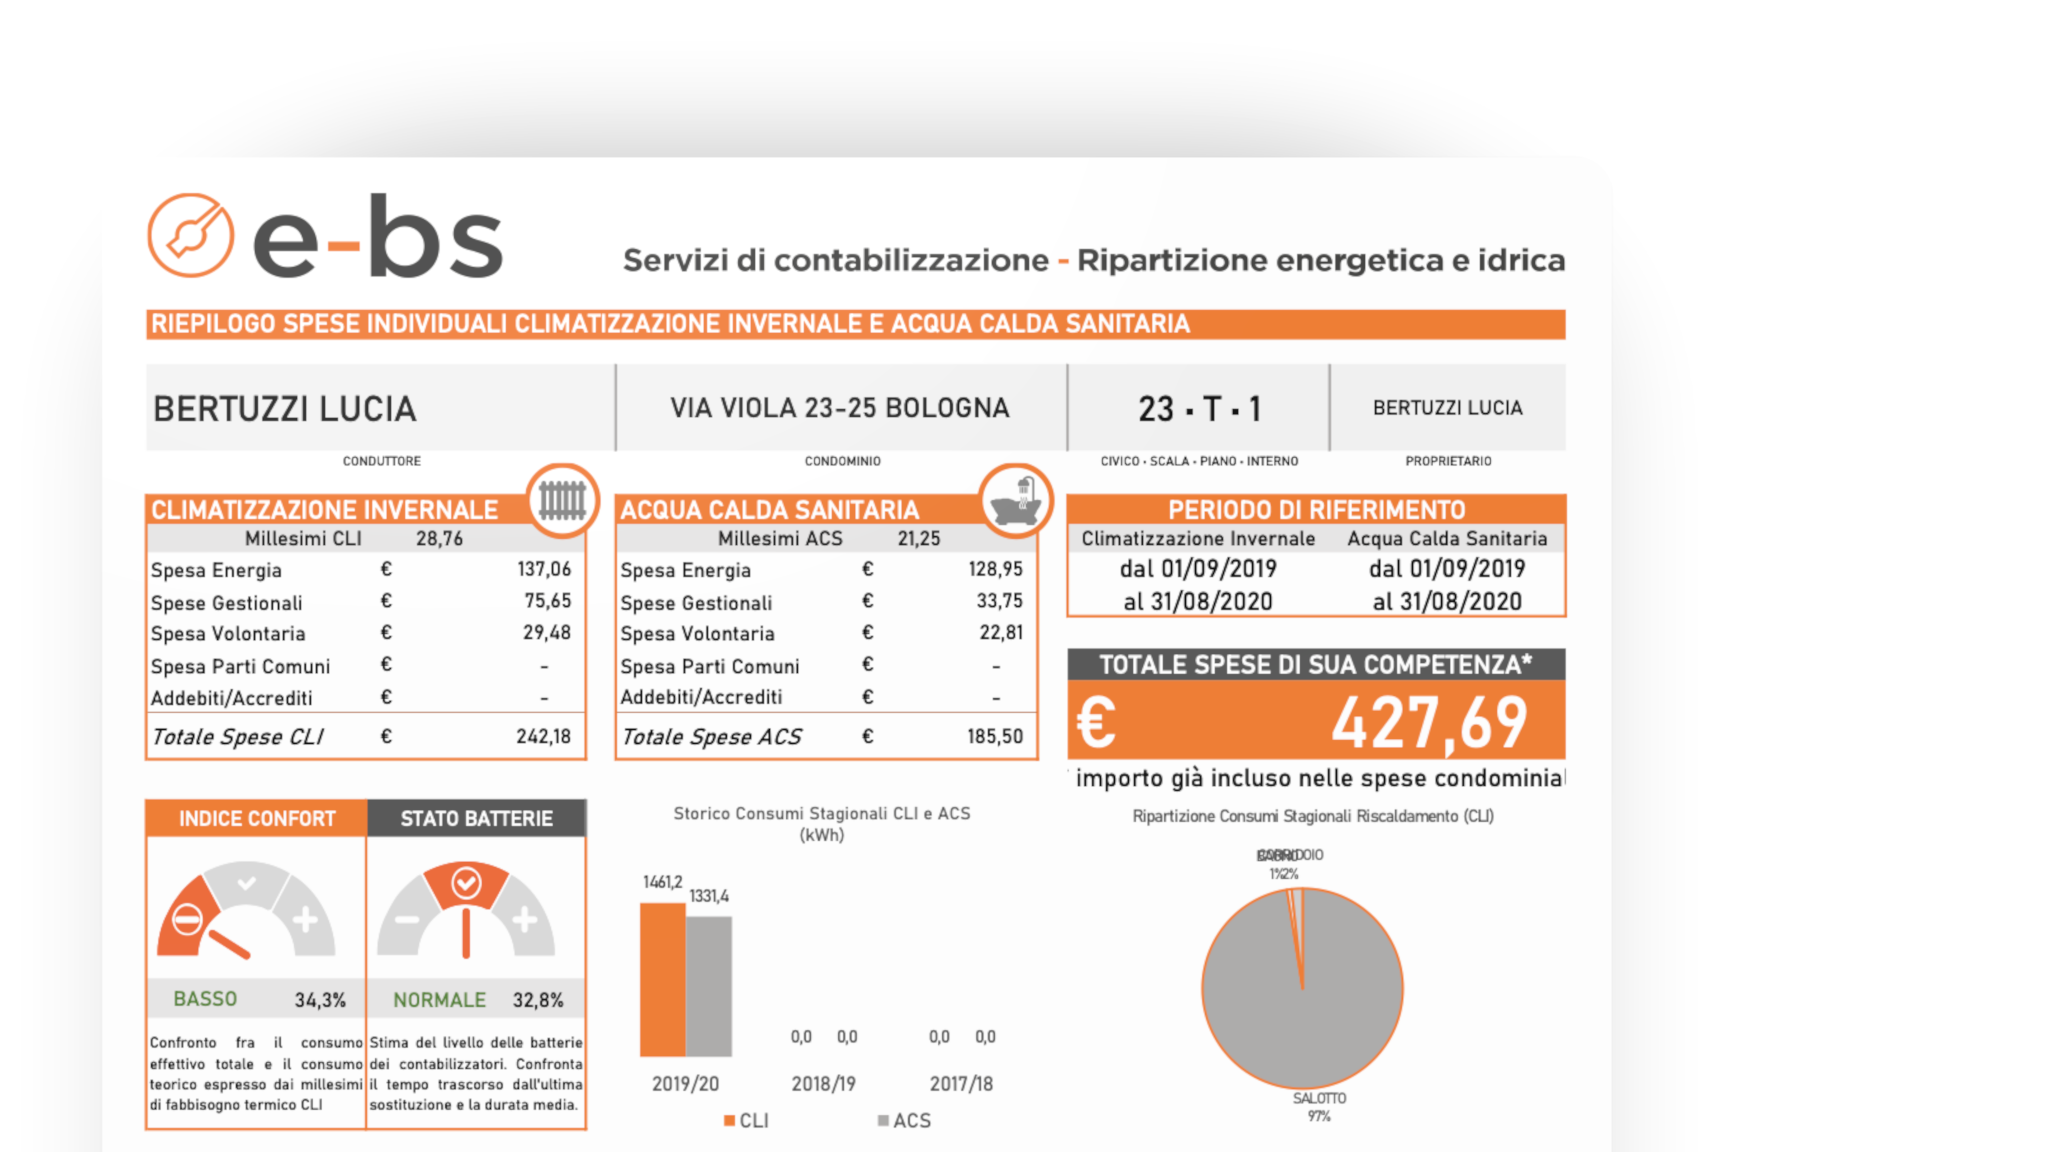 e-bs
Servizi di contabilizzazione - Ripartizione energetica e idrica
RIEPILOGO SPESE INDIVIDUALI CLIMATIZZAZIONE INVERNALE E ACQUA CALDA SANITARIA
BERTUZZI LUCIA
VIA VIOLA 23-25 BOLOGNA
23 · T · 1
BERTUZZI LUCIA
CONDUTTORE
CONDOMINIO
CIVICO · SCALA · PIANO · INTERNO
PROPRIETARIO
CLIMATIZZAZIONE INVERNALE
Millesimi CLI 28,76
Spesa Energia € 137,06
Spese Gestionali € 75,65
Spesa Volontaria € 29,48
Spesa Parti Comuni € -
Addebiti/Accrediti € -
Totale Spese CLI € 242,18
ACQUA CALDA SANITARIA
Millesimi ACS 21,25
Spesa Energia € 128,95
Spese Gestionali € 33,75
Spesa Volontaria € 22,81
Spesa Parti Comuni € -
Addebiti/Accrediti € -
Totale Spese ACS € 185,50
PERIODO DI RIFERIMENTO
Climatizzazione Invernale Acqua Calda Sanitaria
dal 01/09/2019 dal 01/09/2019
al 31/08/2020 al 31/08/2020
TOTALE SPESE DI SUA COMPETENZA*
€ 427,69
importo già incluso nelle spese condominial
INDICE CONFORT
BASSO 34,3%
Confronto fra il consumo
effettivo totale e il consumo
teorico espresso dai millesimi
di fabbisogno termico CLI
STATO BATTERIE
NORMALE 32,8%
Stima del livello delle batterie
dei contabilizzatori. Confronta
il tempo trascorso dall'ultima
sostituzione e la durata media.
Storico Consumi Stagionali CLI e ACS
(kWh)
1461,2
1331,4
0,0 0,0 0,0 0,0
2019/20 2018/19 2017/18
CLI ACS
Ripartizione Consumi Stagionali Riscaldamento (CLI)
CORRIDOIO
1% 2%
SALOTTO
97%